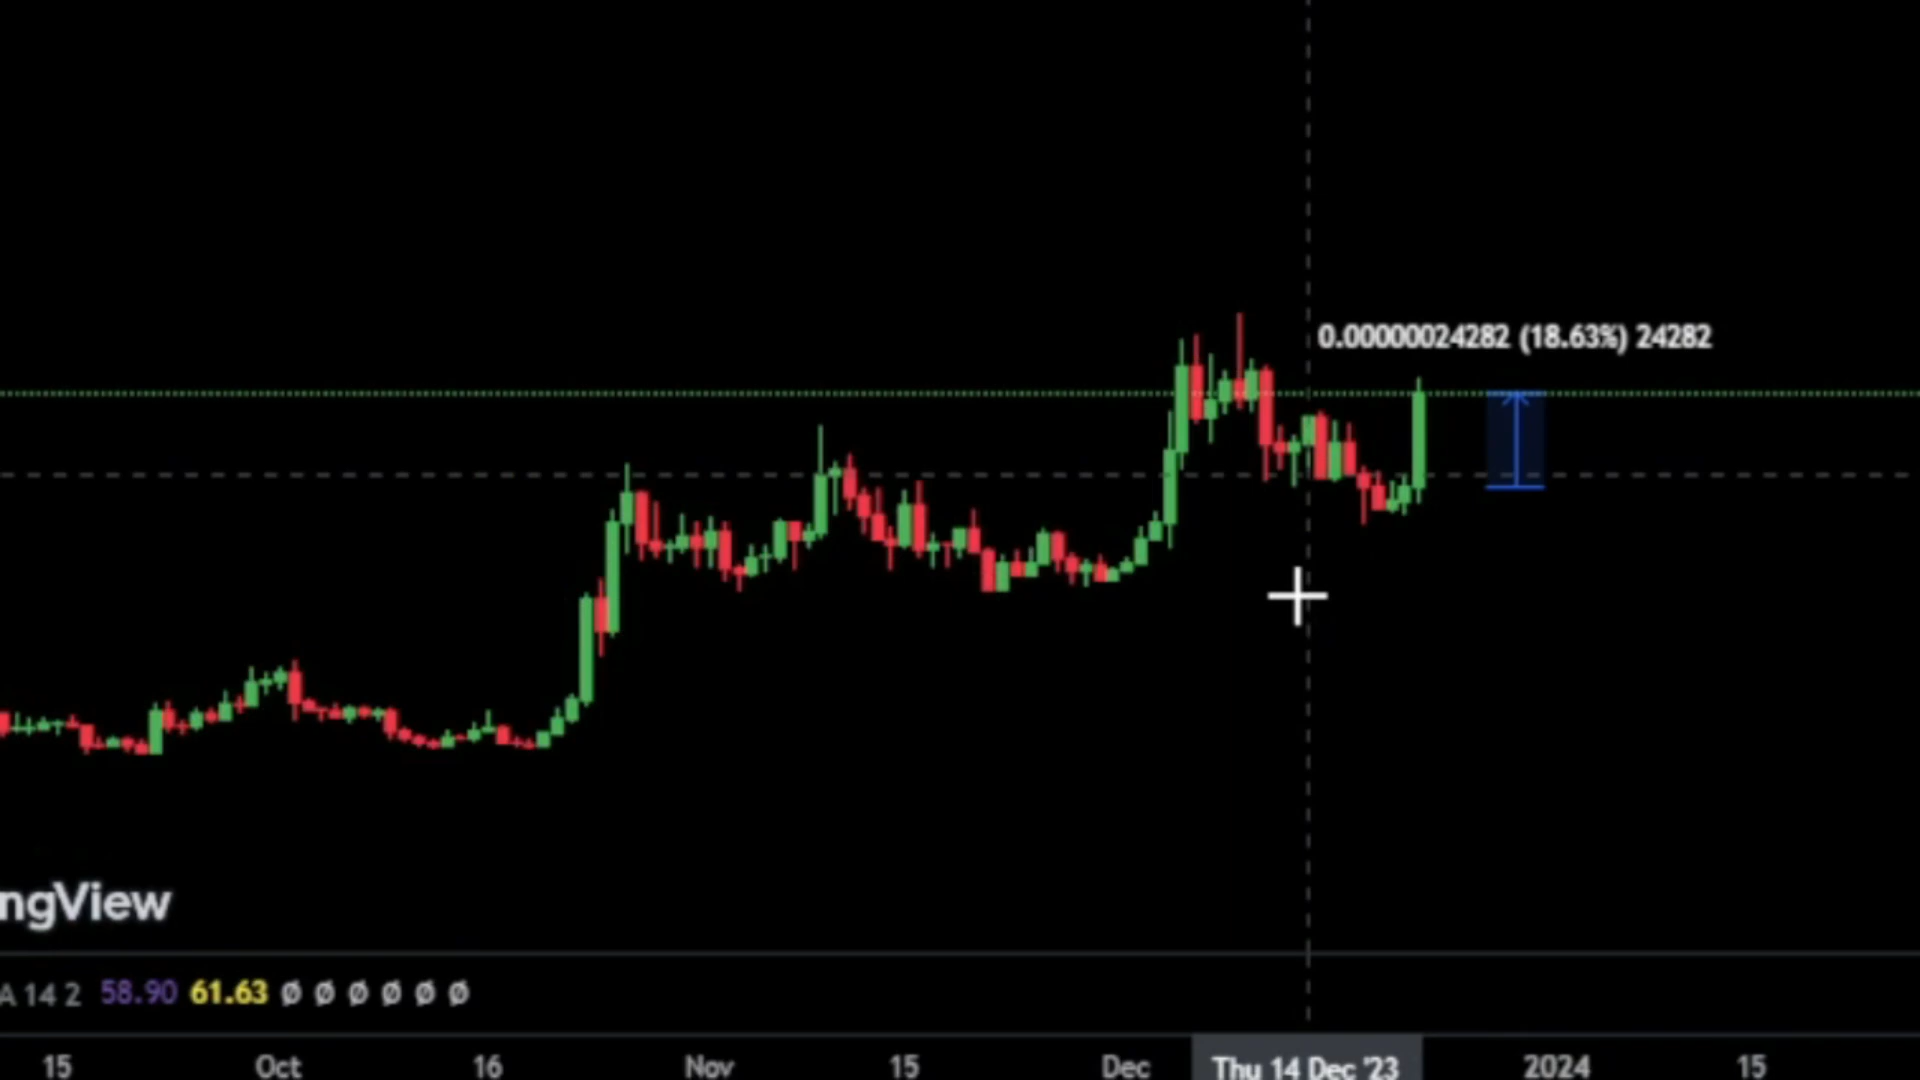 0.00000024282 (18.63%) 24282
ngView
A 14 2 58.90 61.63 Ø Ø Ø Ø Ø Ø
15 Oct 16 Nov 15 Dec Thu 14 Dec '23 2024 15